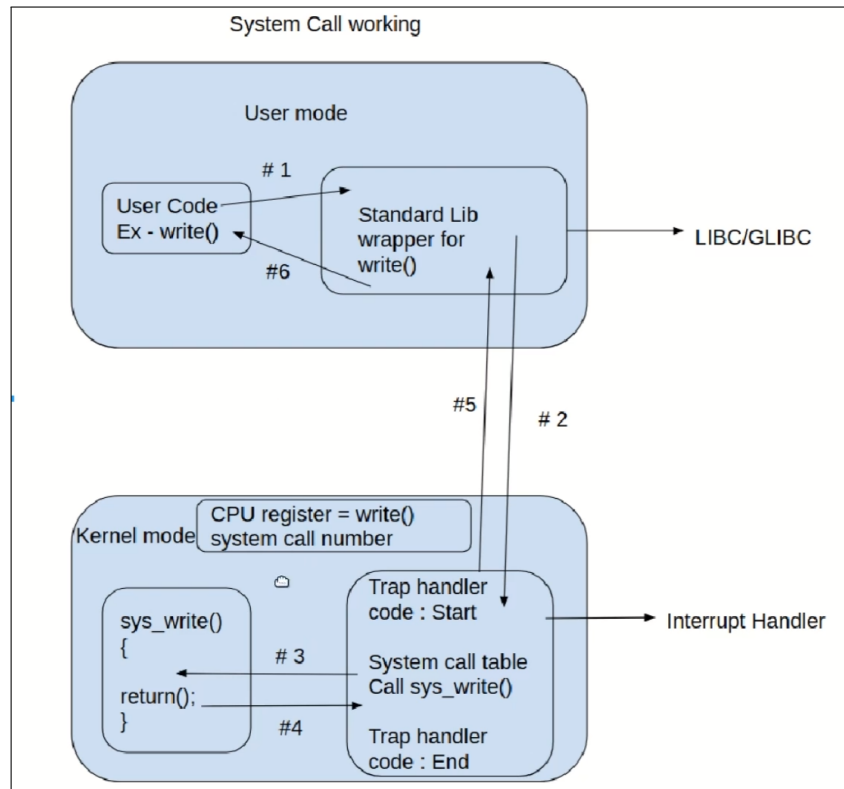 System Call working
User mode
# 1
User Code
Ex - write()
Standard Lib
wrapper for
write()
LIBC/GLIBC
#6
#5
# 2
CPU register = write()
system call number
Kernel mode
Trap handler
code : Start
Interrupt Handler
sys_write()
{
return();
}
# 3
System call table
Call sys_write()
#4
Trap handler
code : End